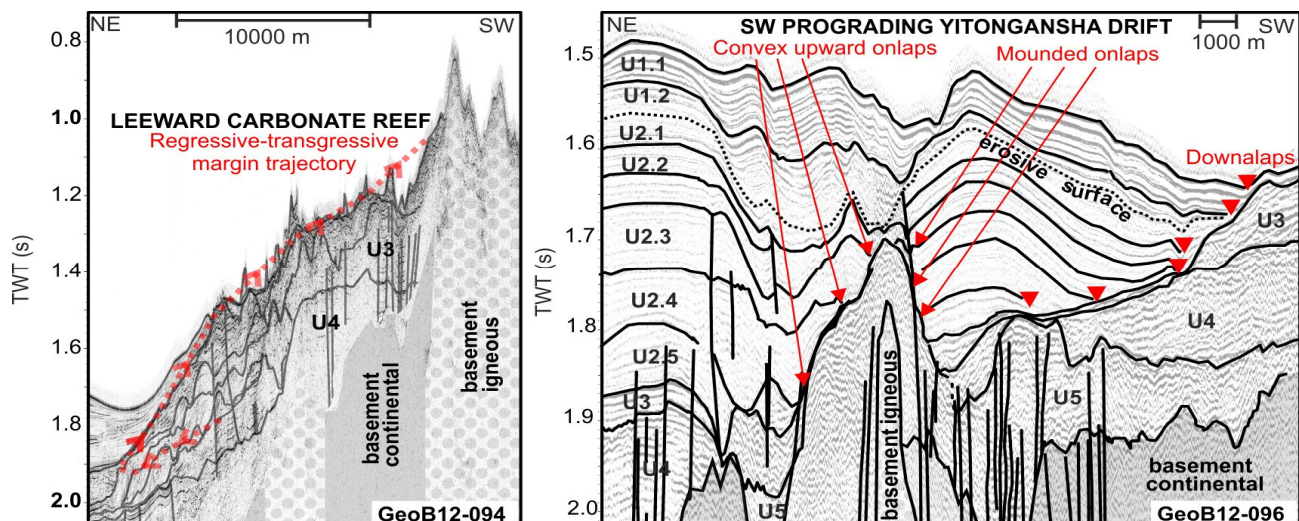 NE
10000 m
SW
0.8
1.0
1.2
1.4
1.6
1.8
2.0
TWT (s)
LEEWARD CARBONATE REEF
Regressive-transgressive
margin trajectory
U3
U4
basement
continental
basement
igneous
GeoB12-094
NE
SW PROGRADING YITONGANSHA DRIFT
SW
1000 m
Convex upward onlaps
Mounded onlaps
Downalaps
1.5
1.6
1.7
1.8
1.9
2.0
TWT (s)
U1.1
U1.2
U2.1
U2.2
U2.3
U2.4
U2.5
U3
U4
U5
erosive surface
U3
U4
U5
basement igneous
basement
continental
GeoB12-096